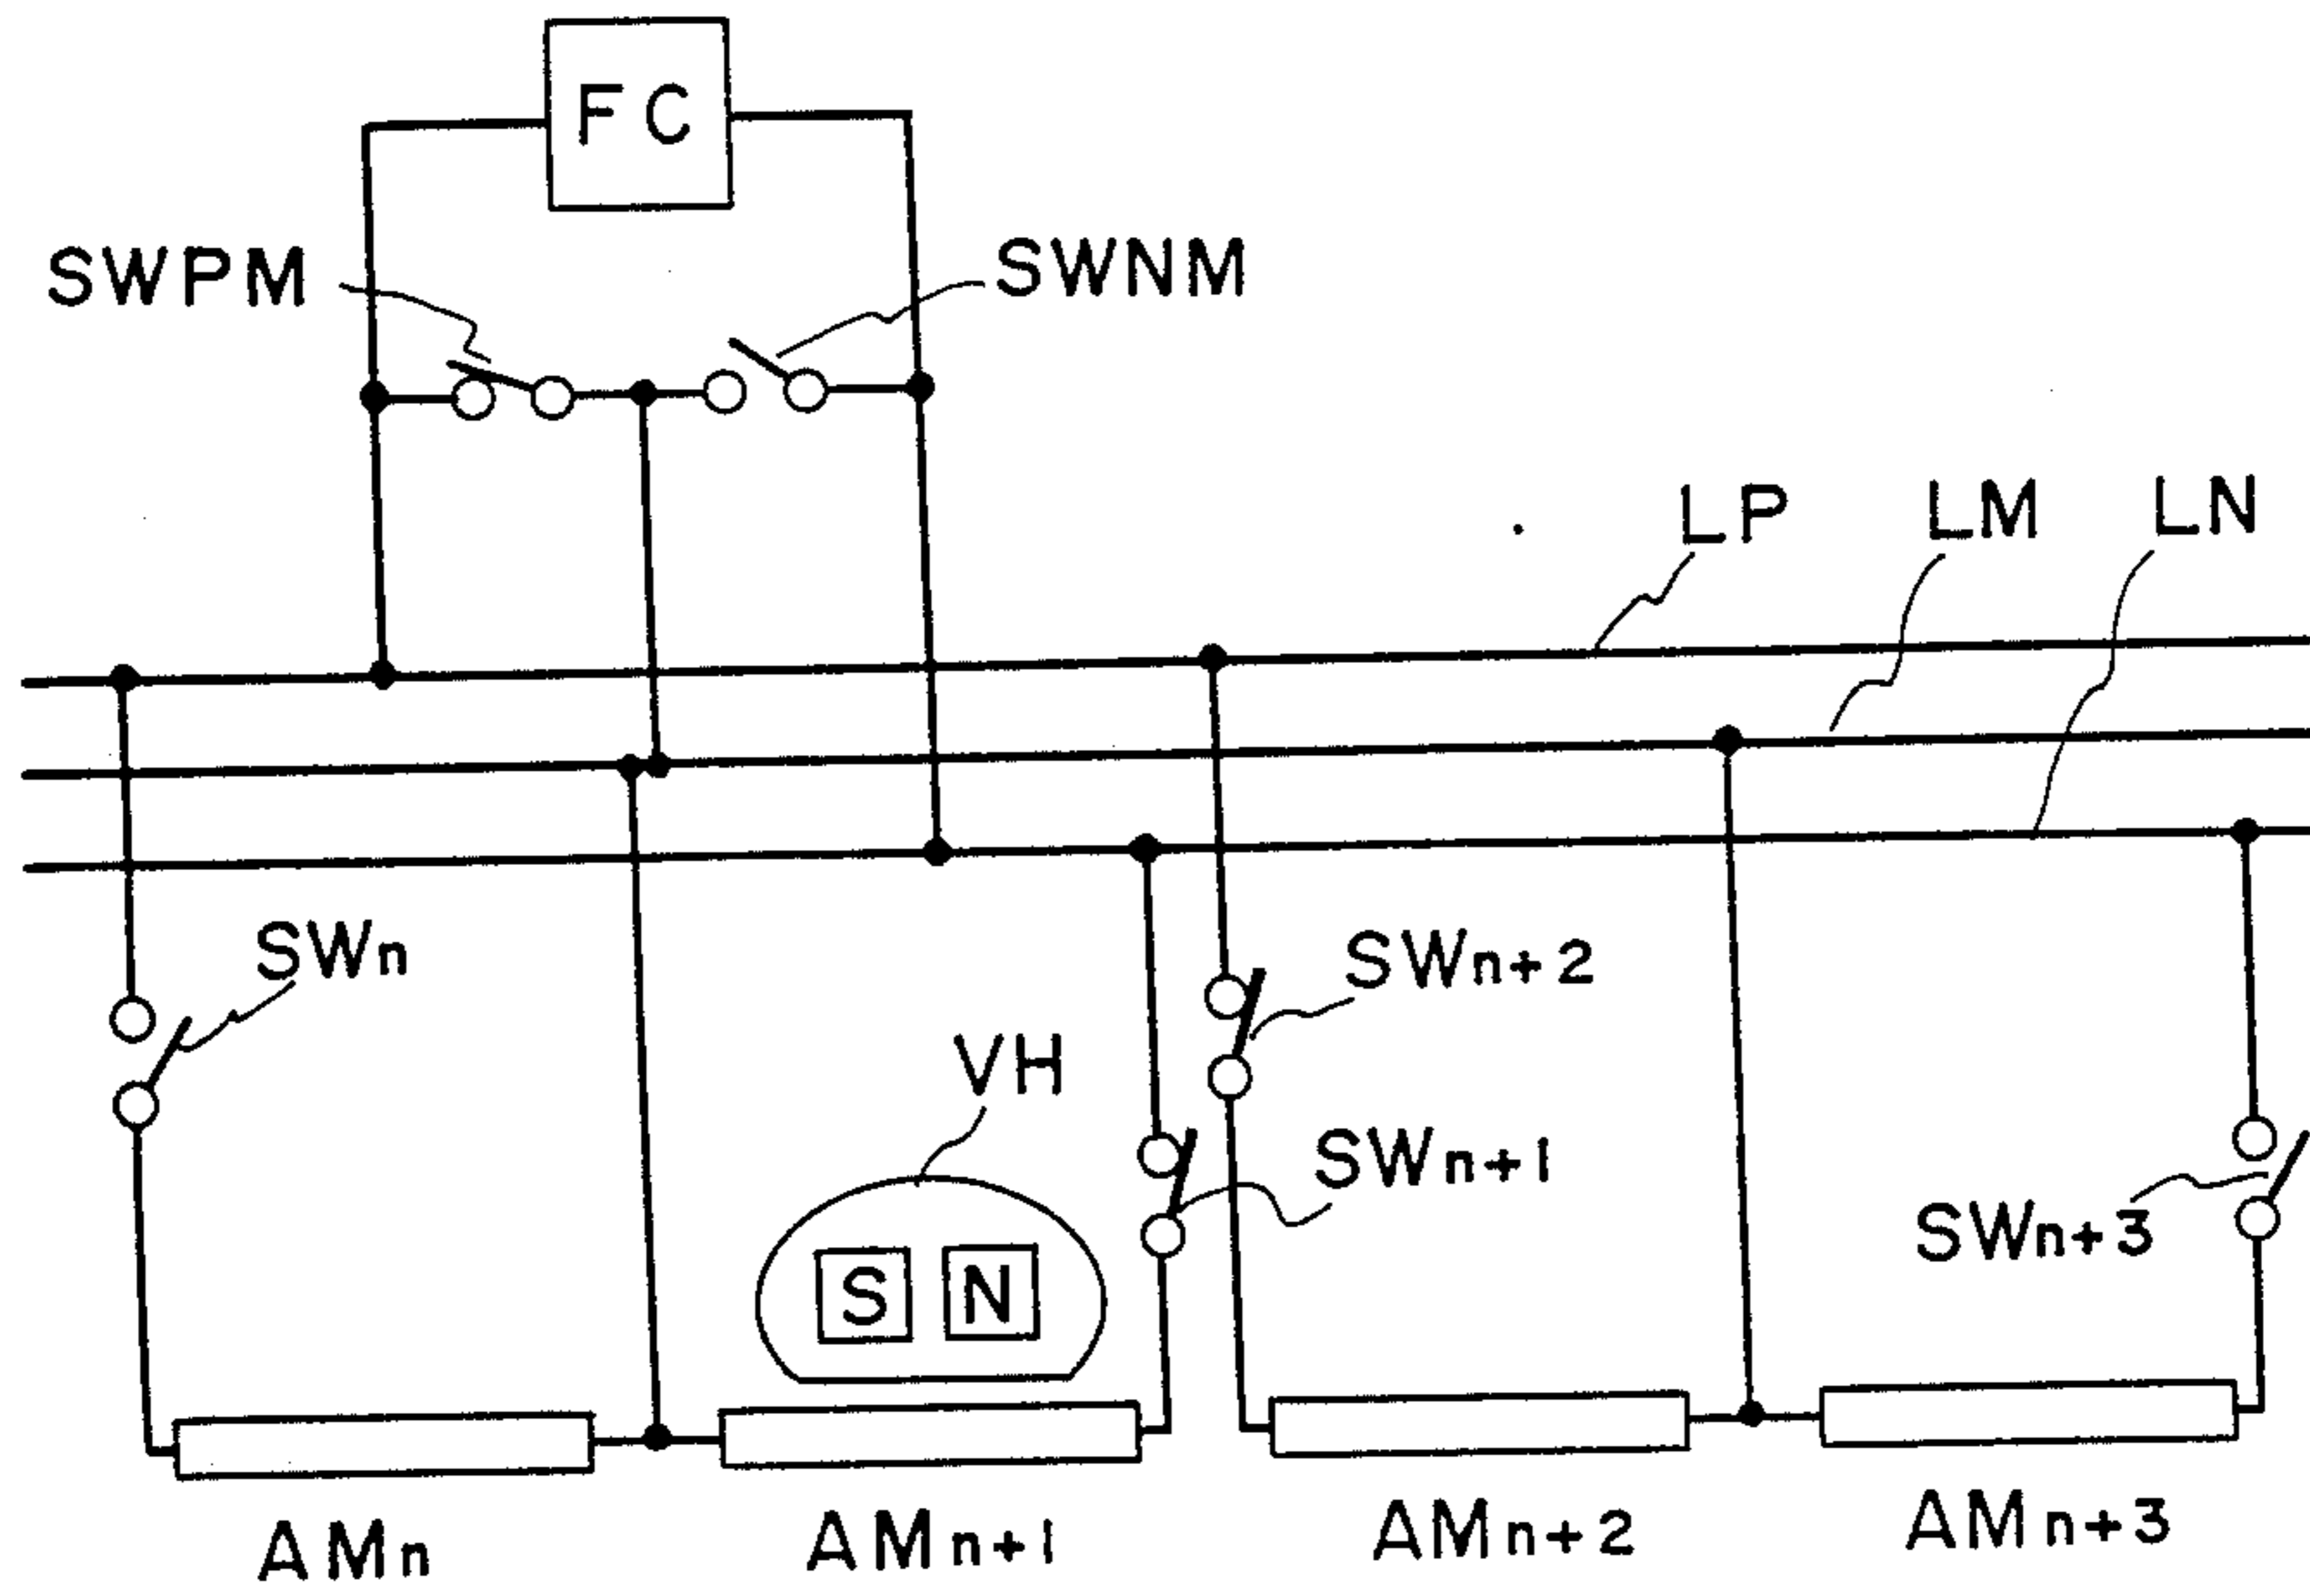 FC
SWPM
SWNM
LP
LM
LN
SWn
SWn+2
VH
SWn+1
SWn+3
S
N
AMn
AMn+1
AMn+2
AMn+3